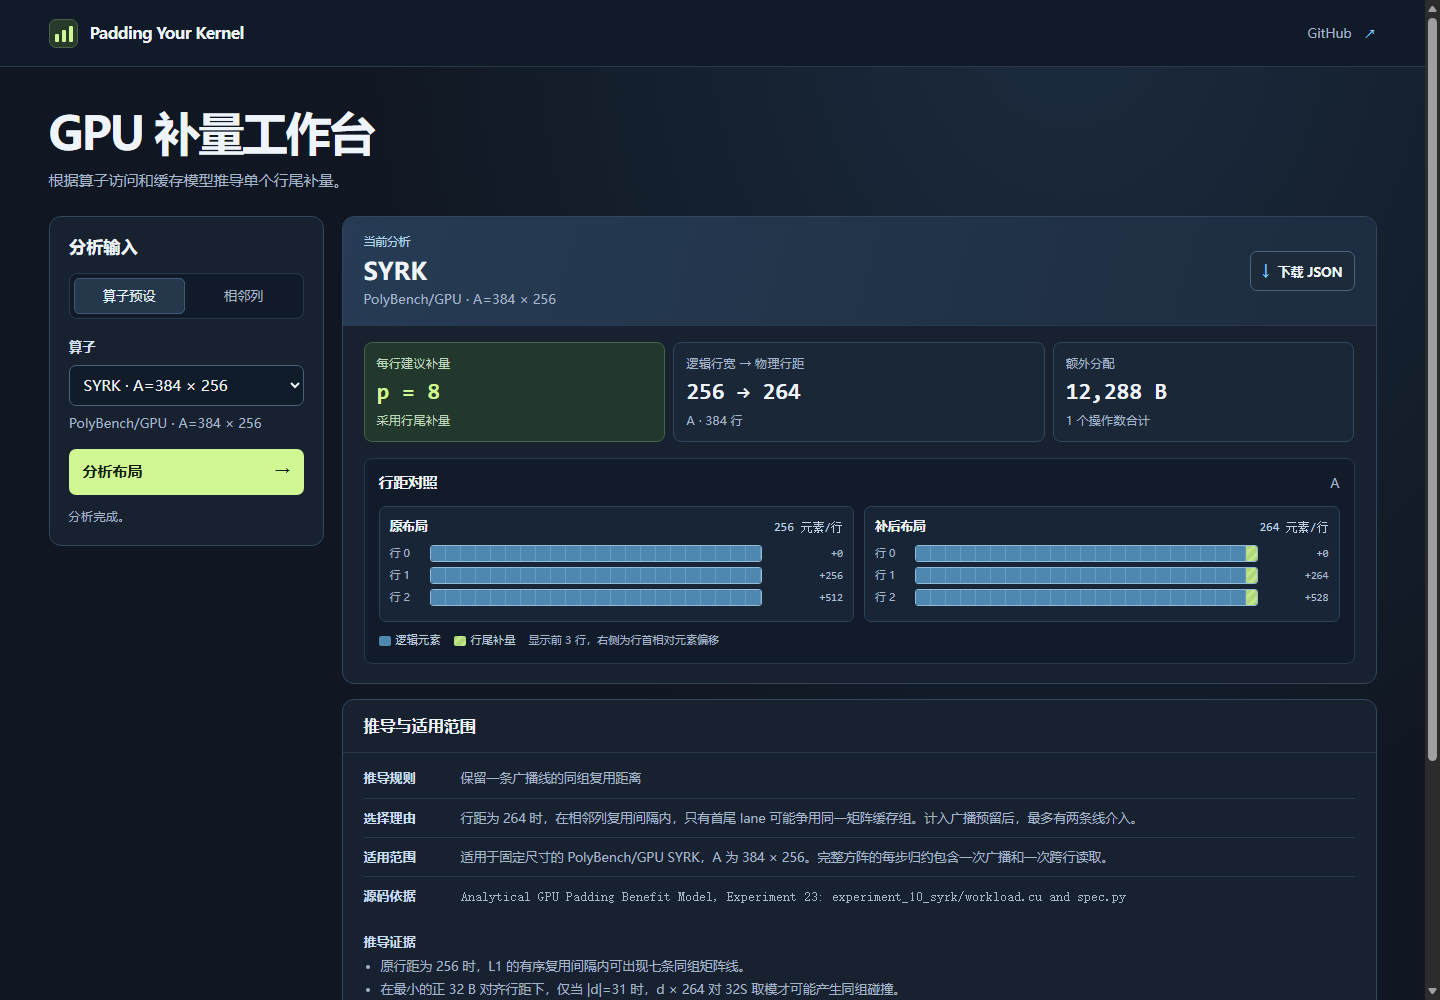 Padding Your Kernel
GitHub ↗
GPU 补量工作台
根据算子访问和缓存模型推导单个行尾补量。
分析输入
算子预设
相邻列
算子
SYRK · A=384 × 256
PolyBench/GPU · A=384 × 256
分析布局 →
分析完成。
当前分析
SYRK
PolyBench/GPU · A=384 × 256
↓ 下载 JSON
每行建议补量
p = 8
采用行尾补量
逻辑行宽 → 物理行距
256 → 264
A · 384 行
额外分配
12,288 B
1 个操作数合计
行距对照
A
原布局
256 元素/行
行 0
+0
行 1
+256
行 2
+512
补后布局
264 元素/行
行 0
+0
行 1
+264
行 2
+528
逻辑元素
行尾补量
显示前 3 行，右侧为行首相对元素偏移
推导与适用范围
推导规则
保留一条广播线的同组复用距离
选择理由
行距为 264 时，在相邻列复用间隔内，只有首尾 lane 可能争用同一矩阵缓存组。计入广播预留后，最多有两条线介入。
适用范围
适用于固定尺寸的 PolyBench/GPU SYRK，A 为 384 × 256。完整方阵的每步归约包含一次广播和一次跨行读取。
源码依据
Analytical GPU Padding Benefit Model, Experiment 23: experiment_10_syrk/workload.cu and spec.py
推导证据
• 原行距为 256 时，L1 的有序复用间隔内可出现七条同组矩阵线。
• 在最小的正 32 B 对齐行距下，仅当 |d|=31 时，d × 264 对 32S 取模才可能产生同组碰撞。